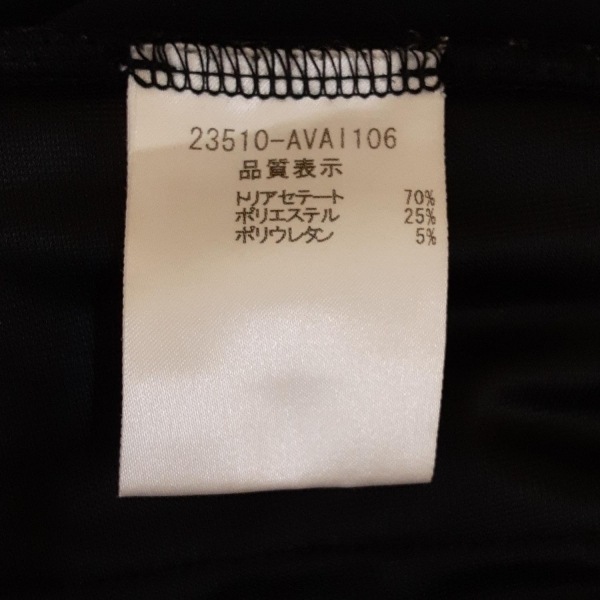 23510-AVA1106
品質表示
トリアセテート 70%
ポリエステル 25%
ポリウレタン 5%